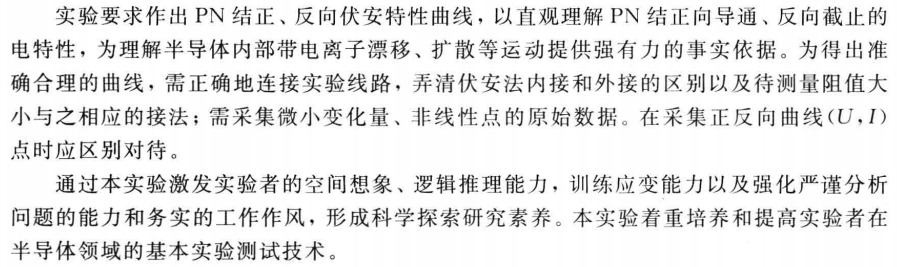 实验要求作出 PN 结正、反向伏安特性曲线，以直观理解 PN 结正向导通、反向截止的
电特性，为理解半导体内部带电离子漂移、扩散等运动提供强有力的事实依据。为得出准
确合理的曲线，需正确地连接实验线路，弄清伏安法内接和外接的区别以及待测量阻值大
小与之相应的接法；需采集微小变化量、非线性点的原始数据。在采集正反向曲线(U,I)
点时应区别对待。
通过本实验激发实验者的空间想象、逻辑推理能力，训练应变能力以及强化严谨分析
问题的能力和务实的工作作风，形成科学探索研究素养。本实验着重培养和提高实验者在
半导体领域的基本实验测试技术。